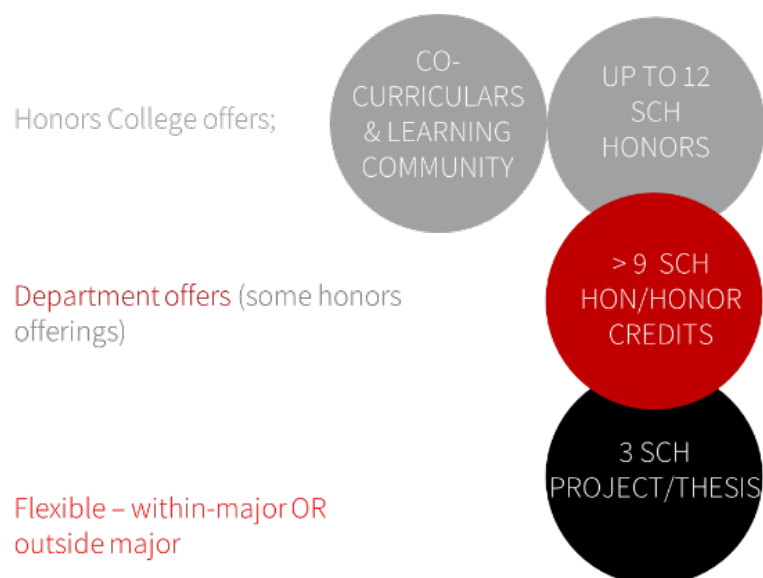 Honors College offers;
CO-
CURRICULARS
& LEARNING
COMMUNITY
UP TO 12
SCH
HONORS
Department offers (some honors
offerings)
> 9 SCH
HON/HONOR
CREDITS
3 SCH
PROJECT/THESIS
Flexible – within-major OR
outside major